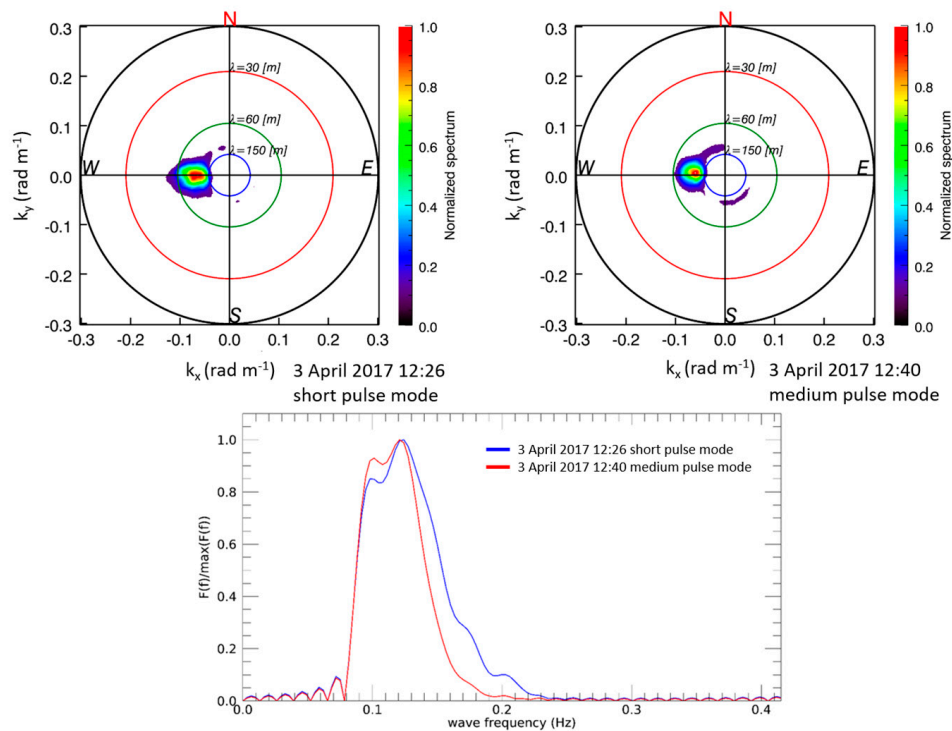 N
0.3
0.2
0.1
0.0
-0.1
-0.2
-0.3
k_y (rad m⁻¹)
λ=30 [m]
λ=60 [m]
λ=150 [m]
W
E
S
-0.3 -0.2 -0.1 0.0 0.1 0.2 0.3
k_x (rad m⁻¹)
1.0
0.8
0.6
0.4
0.2
0.0
Normalized spectrum
3 April 2017 12:26
short pulse mode
N
0.3
0.2
0.1
0.0
-0.1
-0.2
-0.3
k_y (rad m⁻¹)
λ=30 [m]
λ=60 [m]
λ=150 [m]
W
E
S
-0.3 -0.2 -0.1 0.0 0.1 0.2 0.3
k_x (rad m⁻¹)
1.0
0.8
0.6
0.4
0.2
0.0
Normalized spectrum
3 April 2017 12:40
medium pulse mode
1.0
0.8
0.6
0.4
0.2
0.0
F(f)/max(F(f))
3 April 2017 12:26 short pulse mode
3 April 2017 12:40 medium pulse mode
0.0 0.1 0.2 0.3 0.4
wave frequency (Hz)